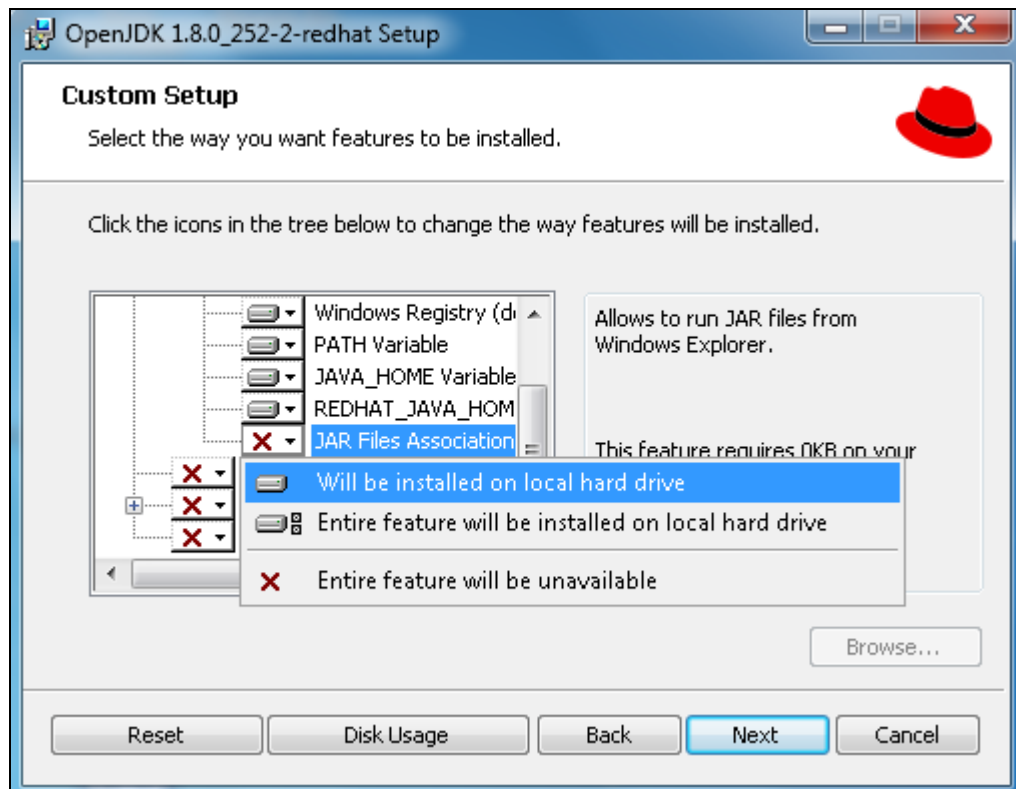 OpenJDK 1.8.0_252-2-redhat Setup
Custom Setup
Select the way you want features to be installed.
Click the icons in the tree below to change the way features will be installed.
Windows Registry (d
PATH Variable
JAVA_HOME Variable
REDHAT_JAVA_HOM
JAR Files Association
Allows to run JAR files from
Windows Explorer.
This feature requires 0KB on your
Will be installed on local hard drive
Entire feature will be installed on local hard drive
Entire feature will be unavailable
Browse...
Reset
Disk Usage
Back
Next
Cancel